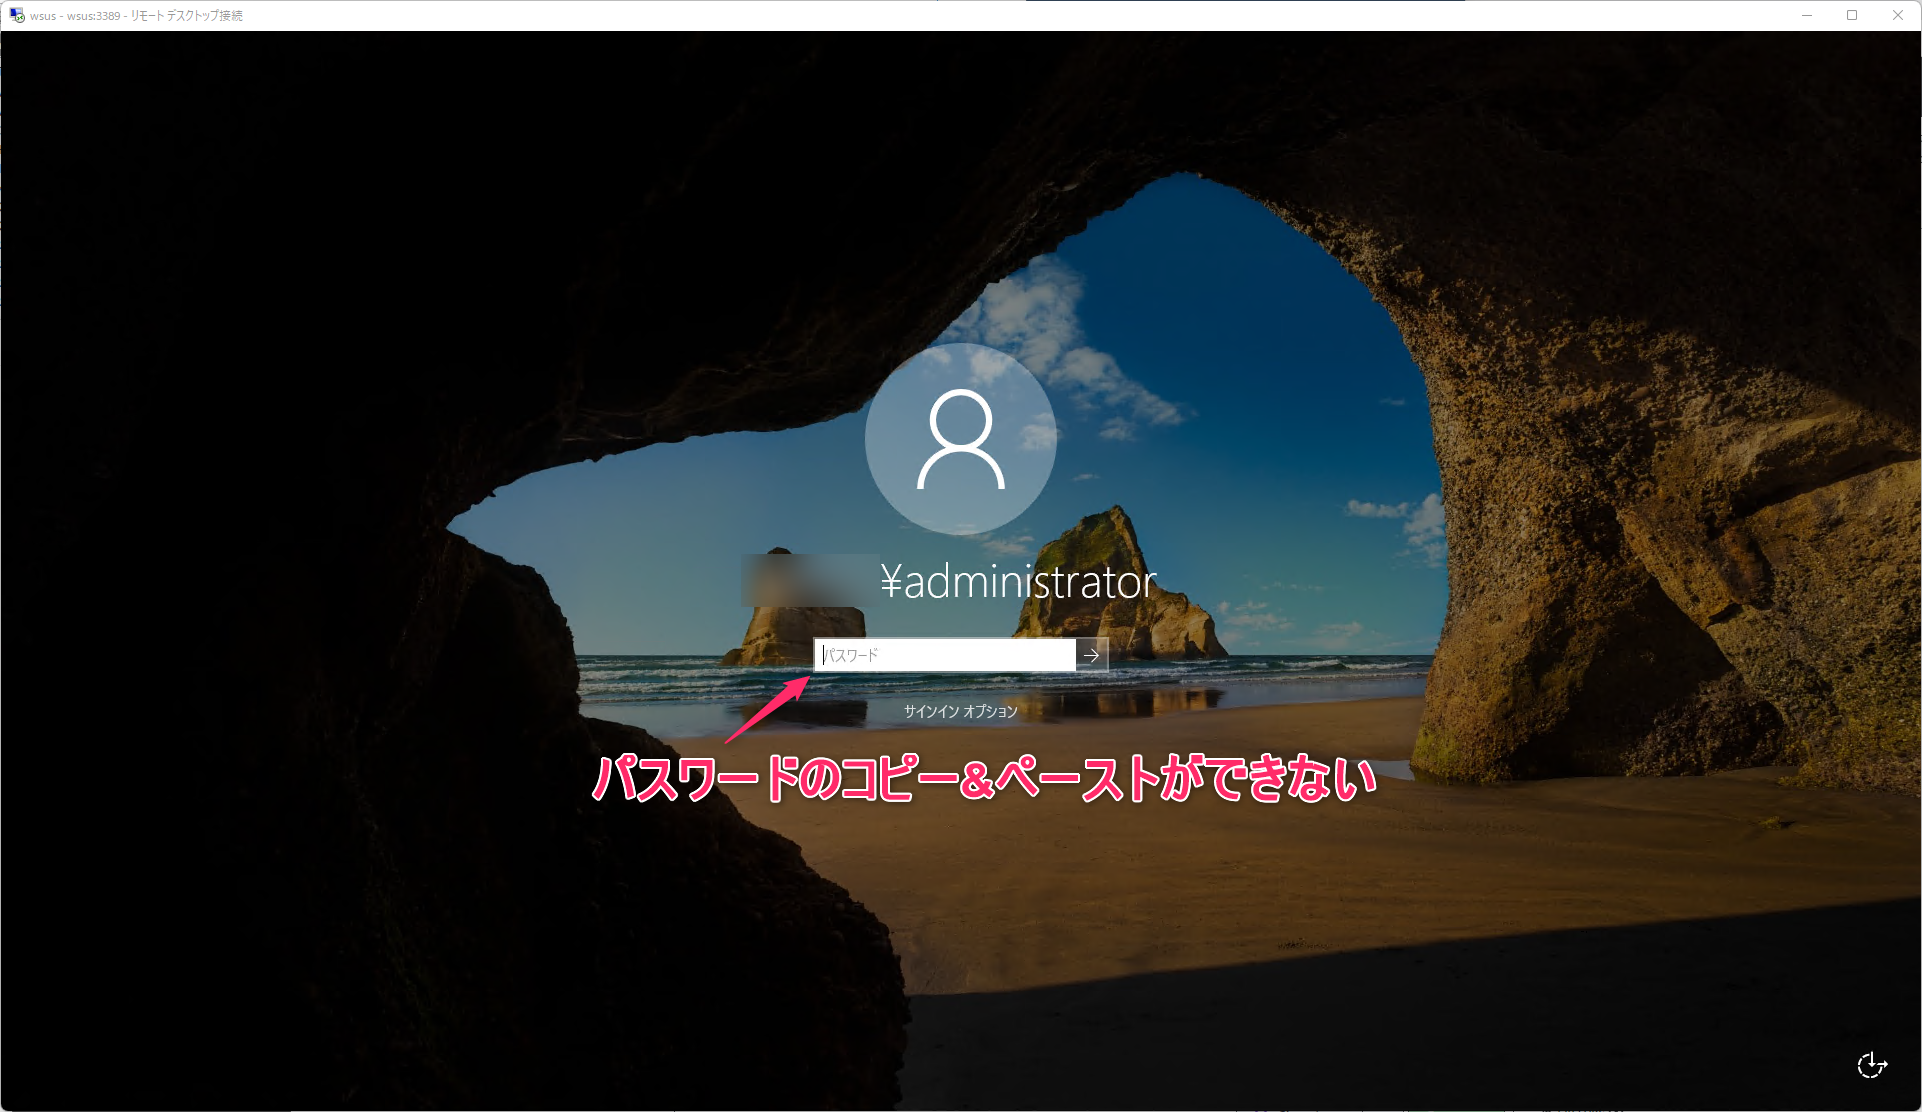 wsus - wsus:3389 - リモート デスクトップ接続
¥administrator
パスワード
サインイン オプション
パスワードのコピー&ペーストができない